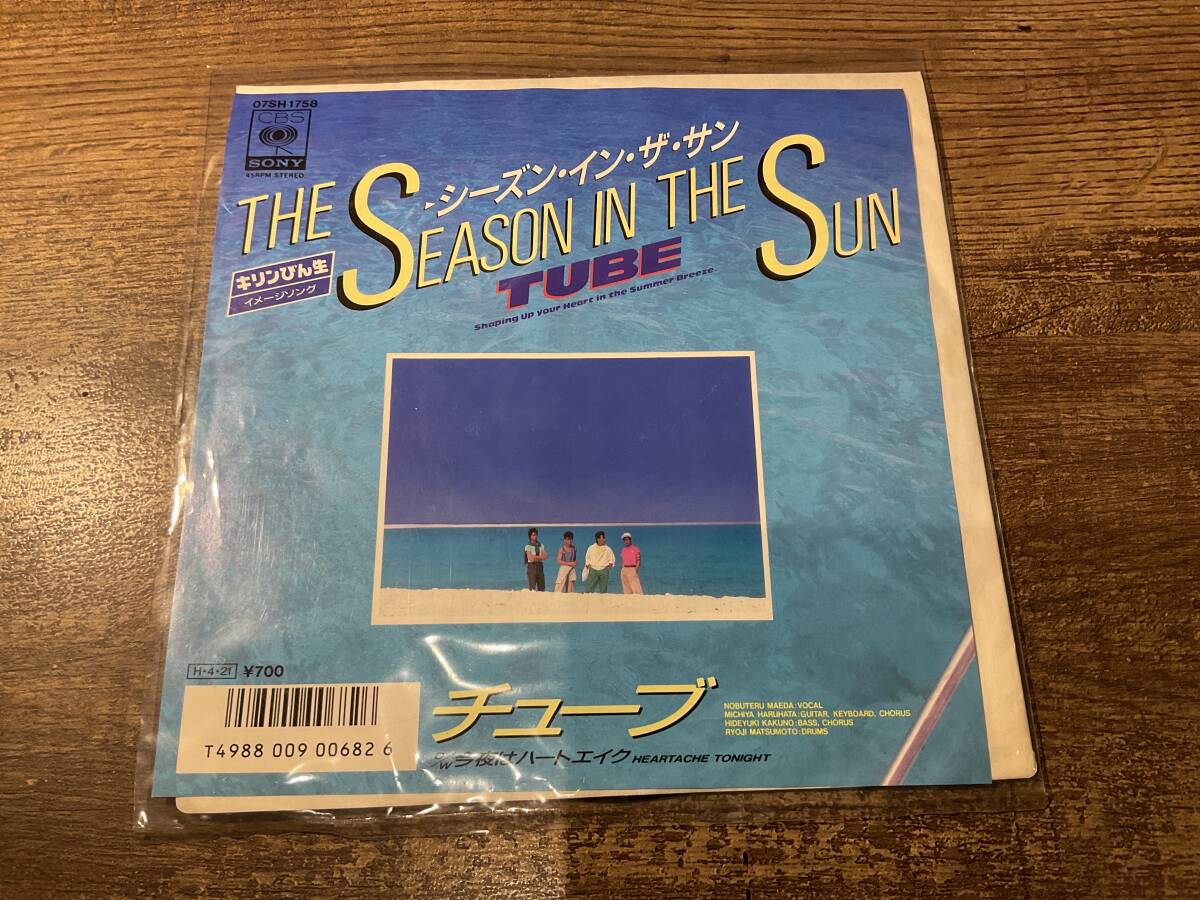 07SH 1758
CBS
SONY
45RPM STEREO
シーズン・イン・ザ・サン
THE SEASON IN THE SUN
キリンびん生
イメージソング
TUBE
Shaping Up your Heart in the Summer Breeze.
H・4・21 ¥700
T4988 009 00682 6
チューブ
C/W今夜はハートエイク HEARTACHE TONIGHT
NOBUTERU MAEDA:VOCAL
MICHIYA HARUHATA:GUITAR, KEYBOARD, CHORUS
HIDEYUKI KAKUNO:BASS, CHORUS
RYOJI MATSUMOTO:DRUMS